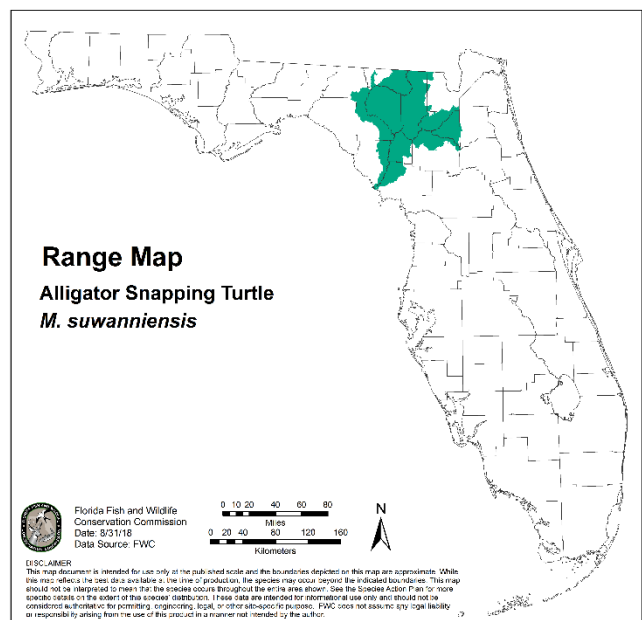 Range Map
Alligator Snapping Turtle
M. suwanniensis
Florida Fish and Wildlife
Conservation Commission
Date: 8/31/18
Data Source: FWC
0 10 20 40 60 80
Miles
0 20 40 80 120 160
Kilometers
N
DISCLAIMER
This map document is intended for use only at the published scale and the boundaries depicted on this map are approximate. While
this map reflects the best data available at the time of production, the species may occur beyond the indicated boundaries. This map
should not be interpreted to mean that the species occurs throughout the entire area shown. See the Species Action Plan for more
specific details on the extent of this species' distribution. These data are intended for informational use only and should not be
considered authoritative for permitting, engineering, legal, or other site-specific purpose. FWC does not assume any legal liability
or responsibility arising from the use of this product in a manner not intended by the author.